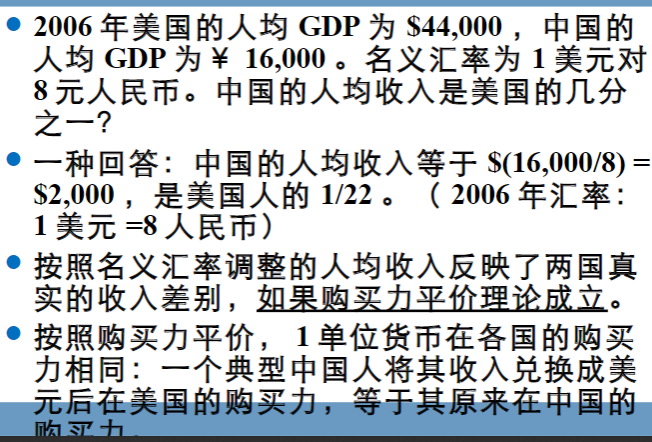 • 2006 年美国的人均 GDP 为 $44,000 ，中国的
人均 GDP 为￥ 16,000 。名义汇率为 1 美元对
8 元人民币。中国的人均收入是美国的几分
之一?
• 一种回答：中国的人均收入等于 $(16,000/8) =
$2,000 ，是美国人的 1/22 。（ 2006 年汇率：
1 美元 =8 人民币）
• 按照名义汇率调整的人均收入反映了两国真
实的收入差别，如果购买力平价理论成立。
• 按照购买力平价， 1 单位货币在各国的购买
力相同：一个典型中国人将其收入兑换成美
元后在美国的购买力，等于其原来在中国的
购买力。